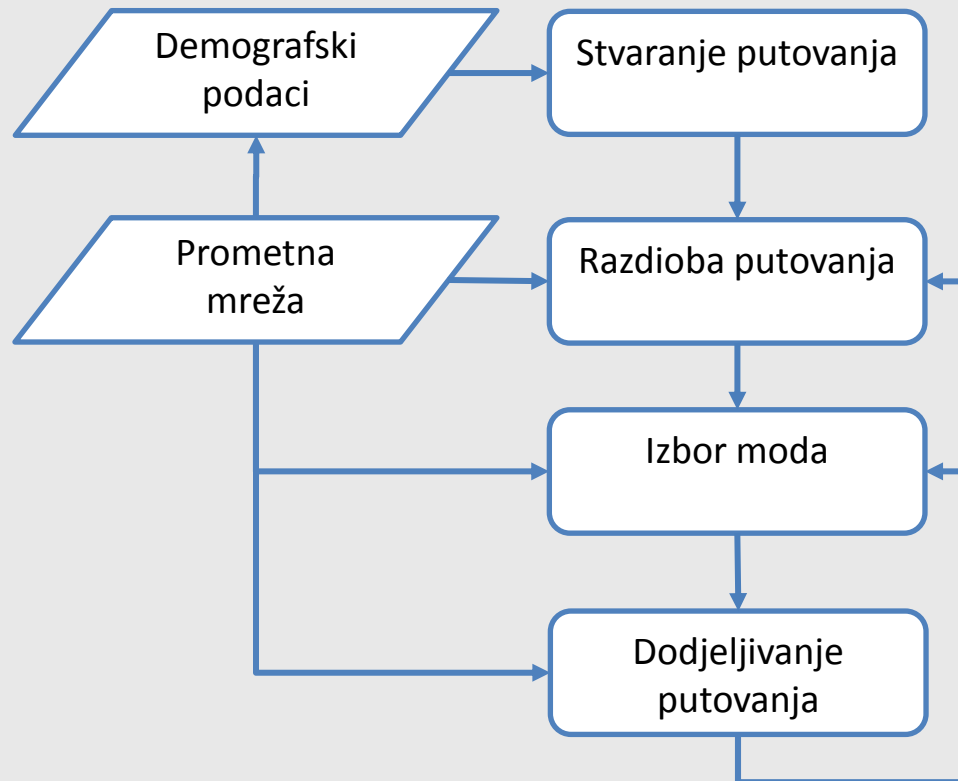 Demografski
podaci
Stvaranje putovanja
Prometna
mreža
Razdioba putovanja
Izbor moda
Dodjeljivanje
putovanja